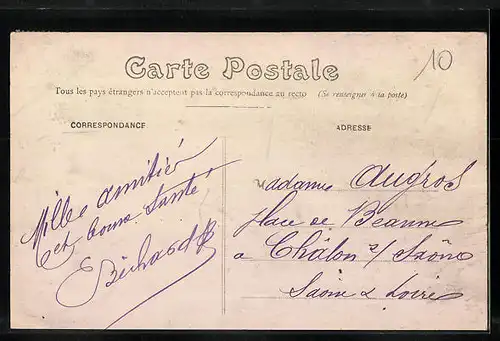 10
Carte Postale
Tous les pays étrangers n'acceptent pas la correspondance au recto (Se renseigner à la poste)
CORRESPONDANCE
ADRESSE
Mille amitiés
et bonne santé
Madame Augros
Place de Beaune
à Châlon s/ Saône
Saône & Loire